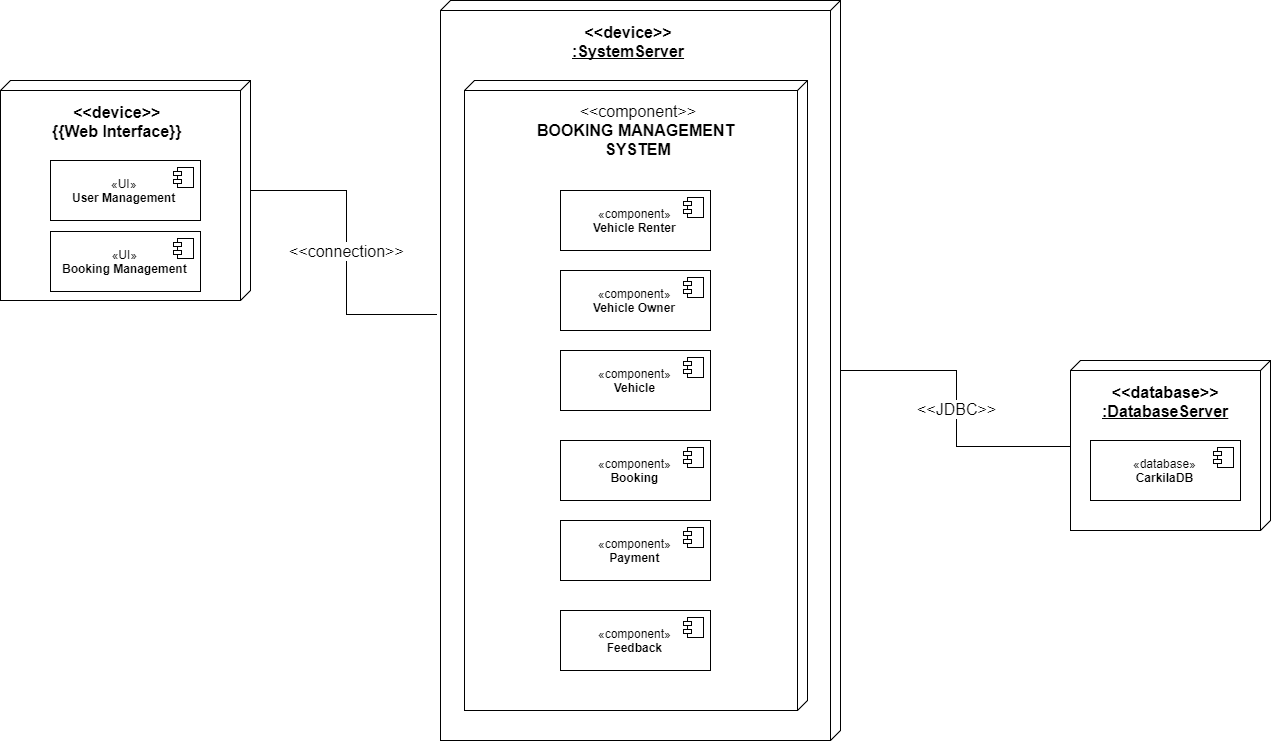 <<device>>
{{Web Interface}}
«UI»
User Management
«UI»
Booking Management
<<connection>>
<<device>>
:SystemServer
<<component>>
BOOKING MANAGEMENT
SYSTEM
«component»
Vehicle Renter
«component»
Vehicle Owner
«component»
Vehicle
«component»
Booking
«component»
Payment
«component»
Feedback
<<JDBC>>
<<database>>
:DatabaseServer
«database»
CarkilaDB